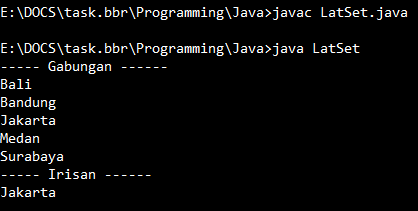 E:\DOCS\task.bbr\Programming\Java>javac LatSet.java
E:\DOCS\task.bbr\Programming\Java>java LatSet
----- Gabungan ------
Bali
Bandung
Jakarta
Medan
Surabaya
----- Irisan ------
Jakarta